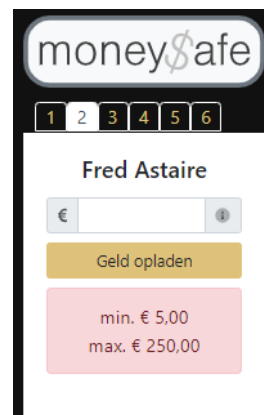 money$afe
1 2 3 4 5 6
Fred Astaire
€
Geld opladen
min. € 5,00
max. € 250,00